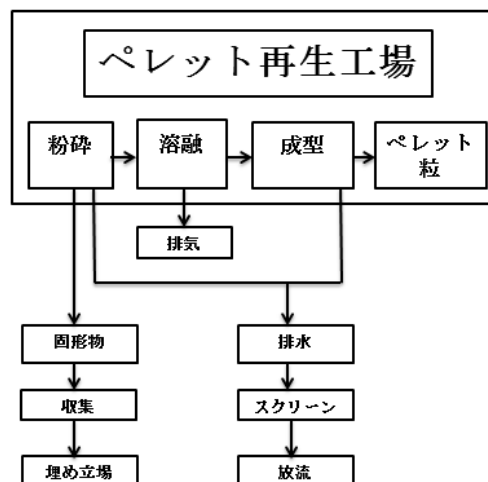 ペレット再生工場
粉砕
溶融
成型
ペレット
粒
排気
固形物
排水
収集
スクリーン
埋め立場
放流